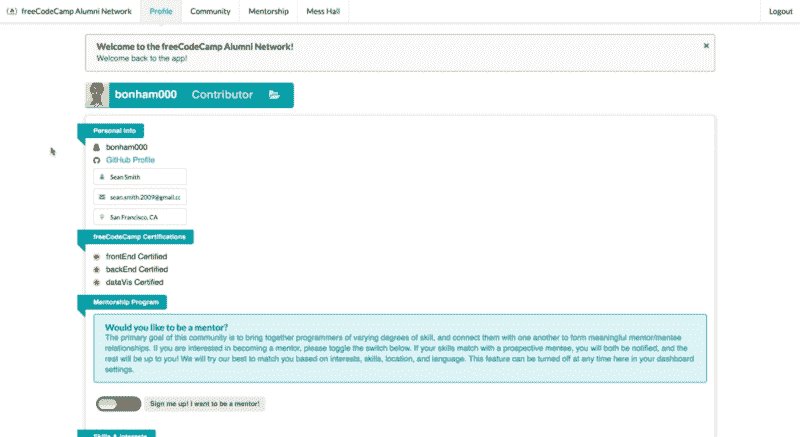 freeCodeCamp Alumni Network Profile Community Mentorship Mess Hall Logout
Welcome to the freeCodeCamp Alumni Network!
Welcome back to the app!
bonham000 Contributor
Personal Info
bonham000
GitHub Profile
Sean Smith
sean.smith.2009@gmail.cc
San Francisco, CA
freeCodeCamp Certifications
frontEnd Certified
backEnd Certified
dataVis Certified
Mentorship Program
Would you like to be a mentor?
The primary goal of this community is to bring together programmers of varying degrees of skill, and connect them with one another to form meaningful mentor/mentee
relationships. If you are interested in becoming a mentor, please toggle the switch below. If your skills match with a prospective mentee, you will both be notified, and the
rest will be up to you! We will try our best to match you based on interests, skills, location, and language. This feature can be turned off at any time here in your dashboard
settings.
Sign me up! I want to be a mentor!
Skills & Interests